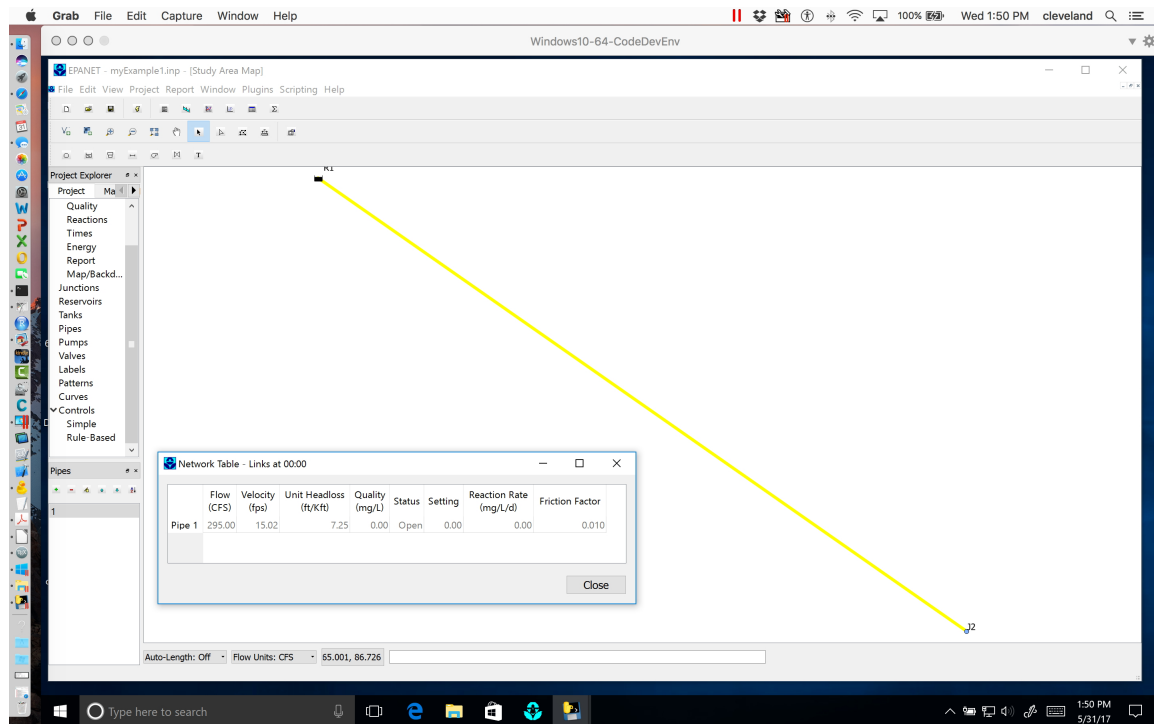 Grab File Edit Capture Window Help 100% Wed 1:50 PM cleveland
Windows10-64-CodeDevEnv
EPANET - myExample1.inp - [Study Area Map]
File Edit View Project Report Window Plugins Scripting Help
R1
Project Explorer
Project Ma
Quality
Reactions
Times
Energy
Report
Map/Backd...
Junctions
Reservoirs
Tanks
Pipes
Pumps
Valves
Labels
Patterns
Curves
Controls
Simple
Rule-Based
Pipes
1
Network Table - Links at 00:00
Flow Velocity Unit Headloss Quality Status Setting Reaction Rate Friction Factor
(CFS) (fps) (ft/Kft) (mg/L) (mg/L/d)
Pipe 1 295.00 15.02 7.25 0.00 Open 0.00 0.00 0.010
Close
J2
Auto-Length: Off Flow Units: CFS 65.001, 86.726
Type here to search
1:50 PM
5/31/17